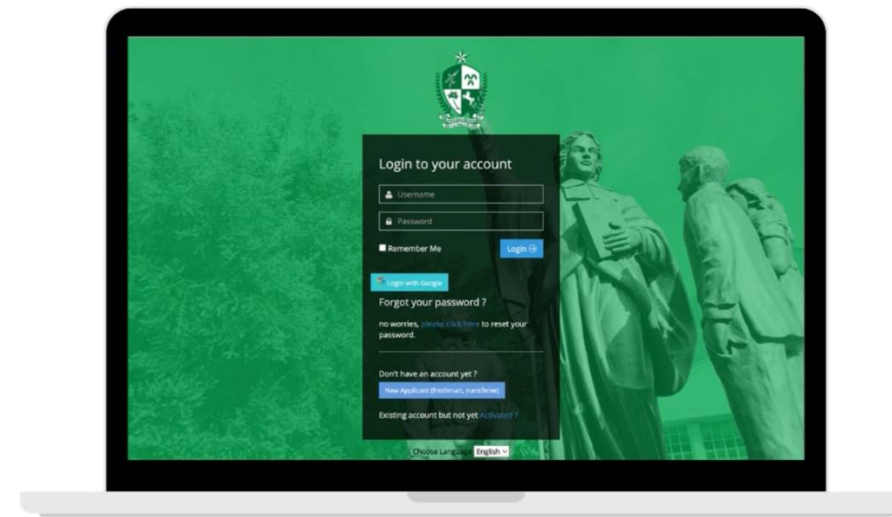 Login to your account
Username
Password
Remember Me
Login
Login with Google
Forgot your password ?
no worries, please click here to reset your
password.
Don't have an account yet ?
New Applicant (freshman, transferee)
Existing account but not yet Activated ?
Choose Language English